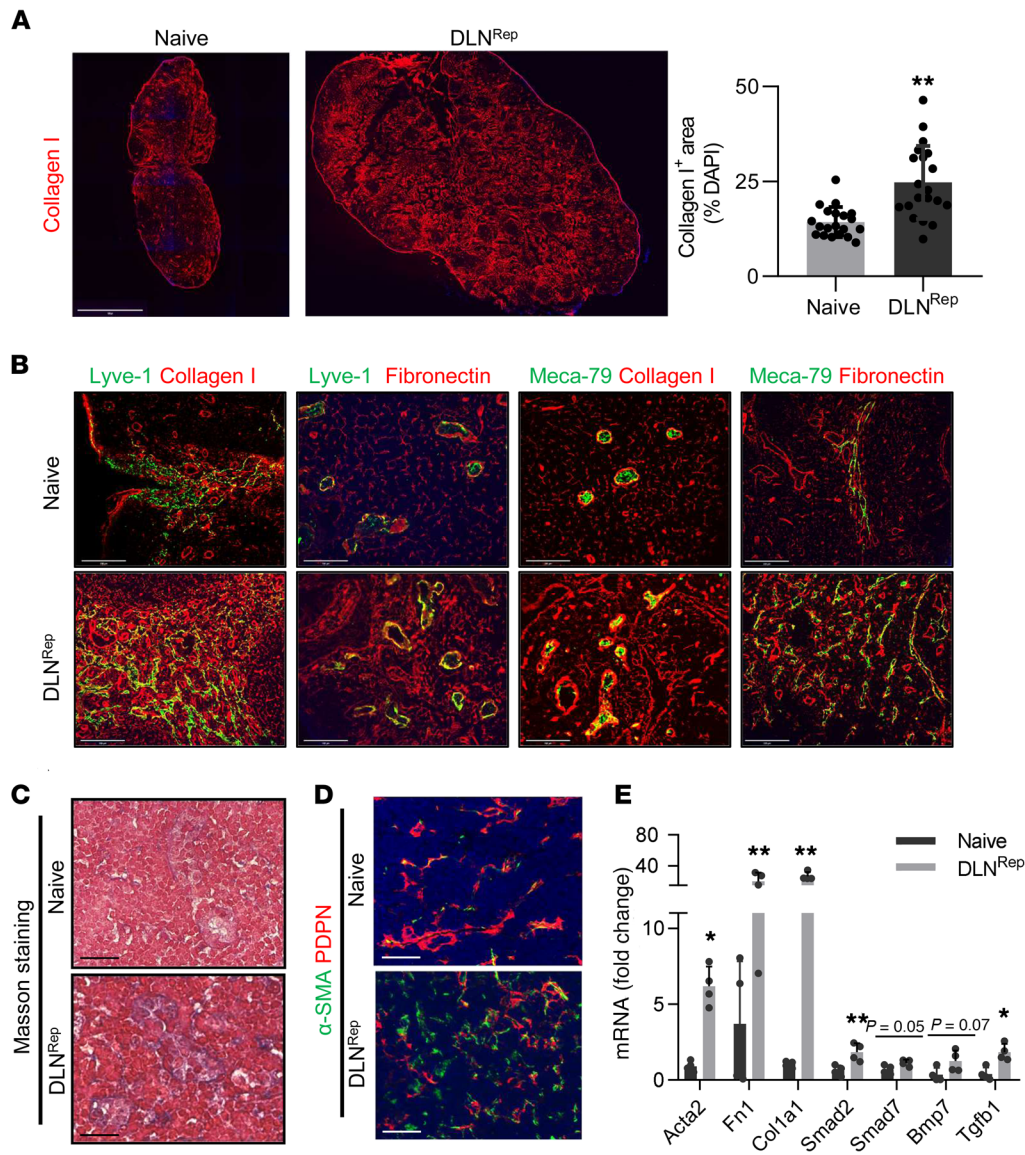 A
Naive
DLN^Rep
Collagen I
Collagen I+ area
(% DAPI)
50
25
0
**
Naive
DLN^Rep
B
Lyve-1 Collagen I
Lyve-1 Fibronectin
Meca-79 Collagen I
Meca-79 Fibronectin
Naive
DLN^Rep
C
Masson staining
Naive
DLN^Rep
D
α-SMA PDPN
Naive
DLN^Rep
E
mRNA (fold change)
80
40
10
5
0
Naive
DLN^Rep
*
**
**
**
P = 0.05
P = 0.07
*
Acta2
Fn1
Col1a1
Smad2
Smad7
Bmp7
Tgfb1